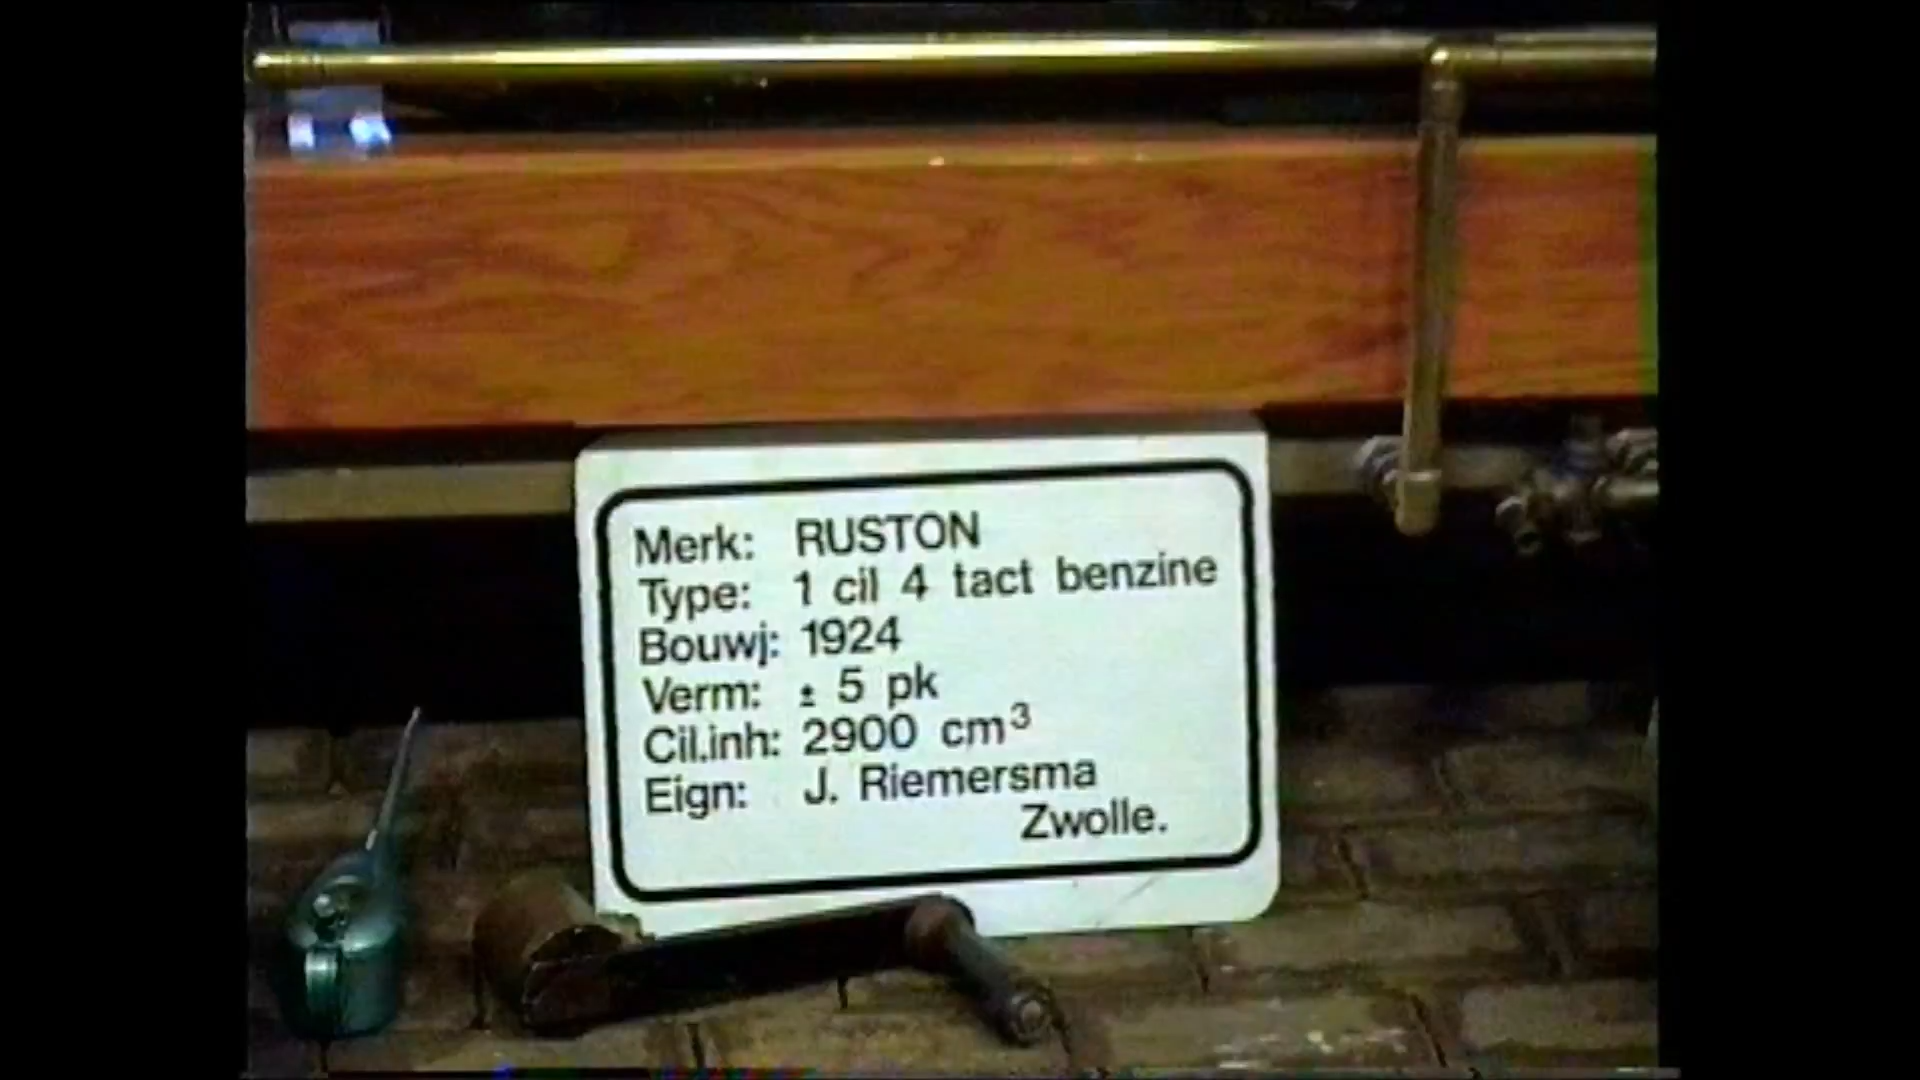 Merk: RUSTON
Type: 1 cil 4 tact benzine
Bouwj: 1924
Verm: ± 5 pk
Cil.inh: 2900 cm³
Eign: J. Riemersma
Zwolle.